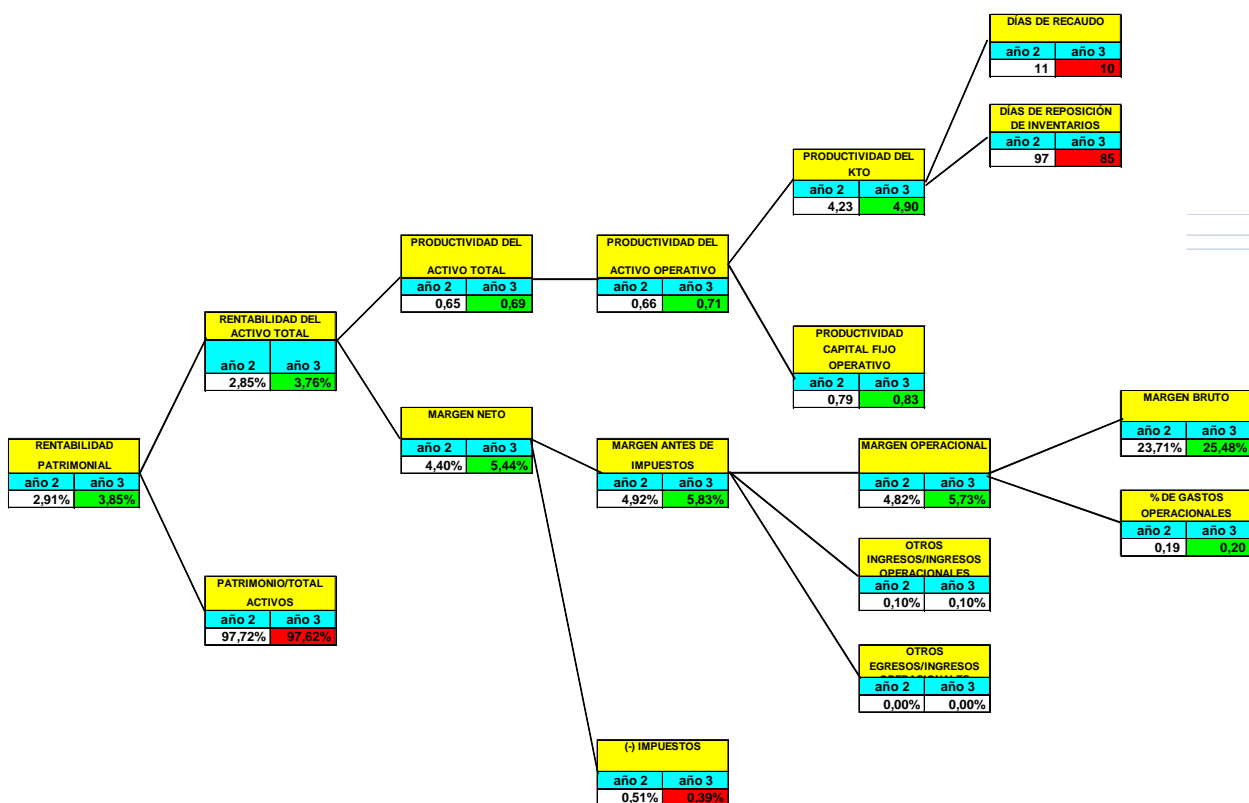 DÍAS DE RECAUDO
año 2 año 3
11 10
DÍAS DE REPOSICIÓN
DE INVENTARIOS
año 2 año 3
97 85
PRODUCTIVIDAD DEL
KTO
año 2 año 3
4,23 4,90
PRODUCTIVIDAD DEL
ACTIVO TOTAL
año 2 año 3
0,65 0,69
PRODUCTIVIDAD DEL
ACTIVO OPERATIVO
año 2 año 3
0,66 0,71
RENTABILIDAD DEL
ACTIVO TOTAL
año 2 año 3
2,85% 3,76%
PRODUCTIVIDAD
CAPITAL FIJO
OPERATIVO
año 2 año 3
0,79 0,83
MARGEN BRUTO
año 2 año 3
23,71% 25,48%
MARGEN NETO
año 2 año 3
4,40% 5,44%
RENTABILIDAD
PATRIMONIAL
año 2 año 3
2,91% 3,85%
MARGEN ANTES DE
IMPUESTOS
año 2 año 3
4,92% 5,83%
MARGEN OPERACIONAL
año 2 año 3
4,82% 5,73%
% DE GASTOS
OPERACIONALES
año 2 año 3
0,19 0,20
OTROS
INGRESOS/INGRESOS
OPERACIONALES
año 2 año 3
0,10% 0,10%
PATRIMONIO/TOTAL
ACTIVOS
año 2 año 3
97,72% 97,62%
OTROS
EGRESOS/INGRESOS
OPERACIONALES
año 2 año 3
0,00% 0,00%
(-) IMPUESTOS
año 2 año 3
0,51% 0,39%